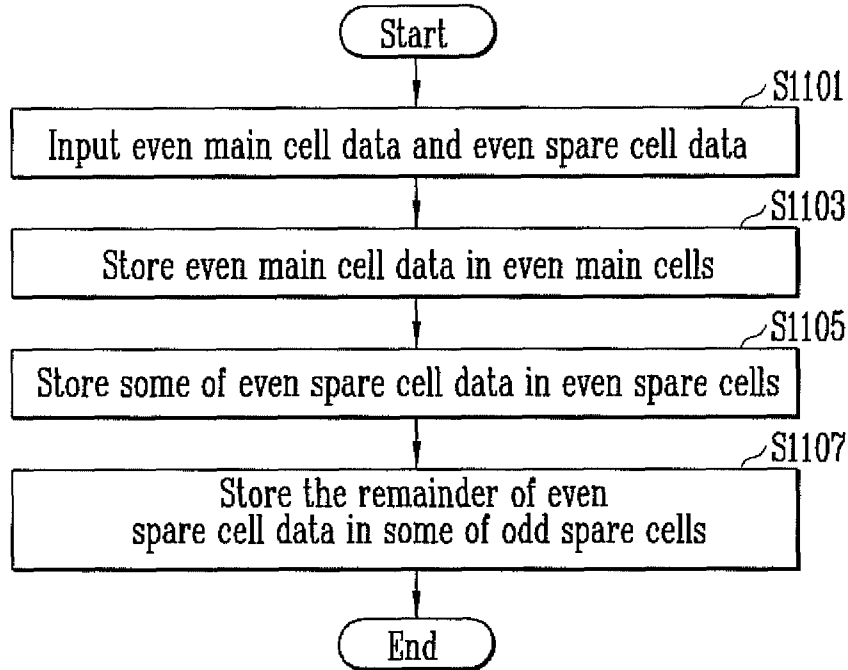 Start
S1101
Input even main cell data and even spare cell data
S1103
Store even main cell data in even main cells
S1105
Store some of even spare cell data in even spare cells
S1107
Store the remainder of even
spare cell data in some of odd spare cells
End